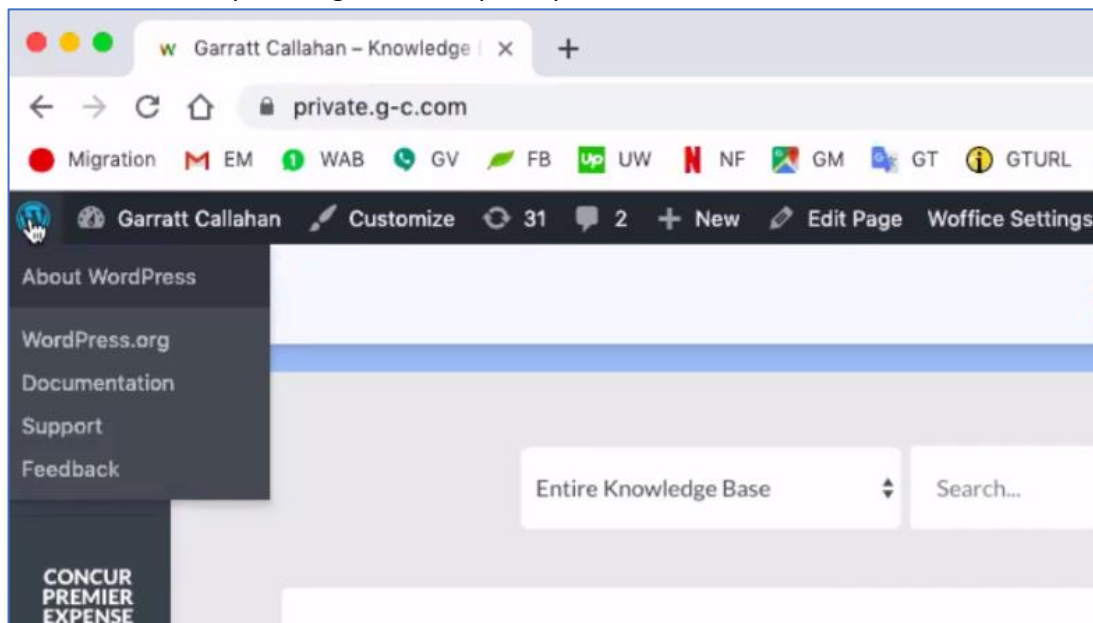 Garratt Callahan – Knowledge
private.g-c.com
Migration EM WAB GV FB Up UW NF GM GT GTURL
Garratt Callahan Customize 31 2 + New Edit Page Woffice Settings
About WordPress
WordPress.org
Documentation
Support
Feedback
Entire Knowledge Base Search...
CONCUR
PREMIER
EXPENSE